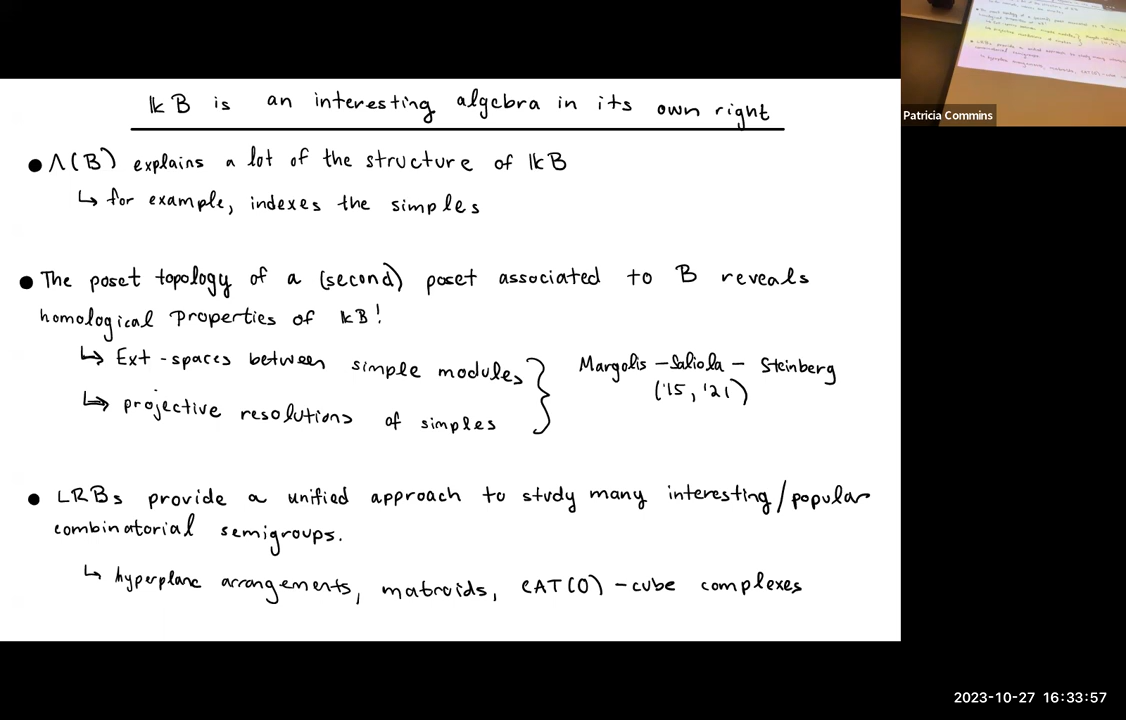 𝕜B is an interesting algebra in its own right
● Λ(B) explains a lot of the structure of 𝕜B
↳ for example, indexes the simples
● The poset topology of a (second) poset associated to B reveals
homological properties of 𝕜B!
↳ Ext-spaces between simple modules
↳ projective resolutions of simples
Margolis – Saliola – Steinberg
('15, '21)
● LRBs provide a unified approach to study many interesting/popular
combinatorial semigroups.
↳ hyperplane arrangements, matroids, CAT(0)-cube complexes
Patricia Commins
2023-10-27 16:33:57